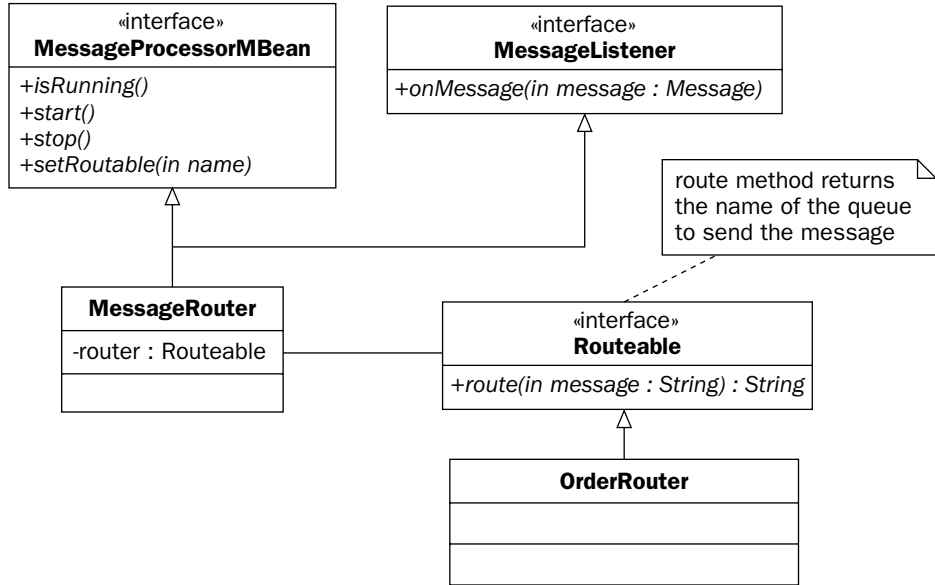 «interface»
MessageProcessorMBean
+isRunning()
+start()
+stop()
+setRoutable(in name)
«interface»
MessageListener
+onMessage(in message : Message)
route method returns
the name of the queue
to send the message
MessageRouter
-router : Routeable
«interface»
Routeable
+route(in message : String) : String
OrderRouter